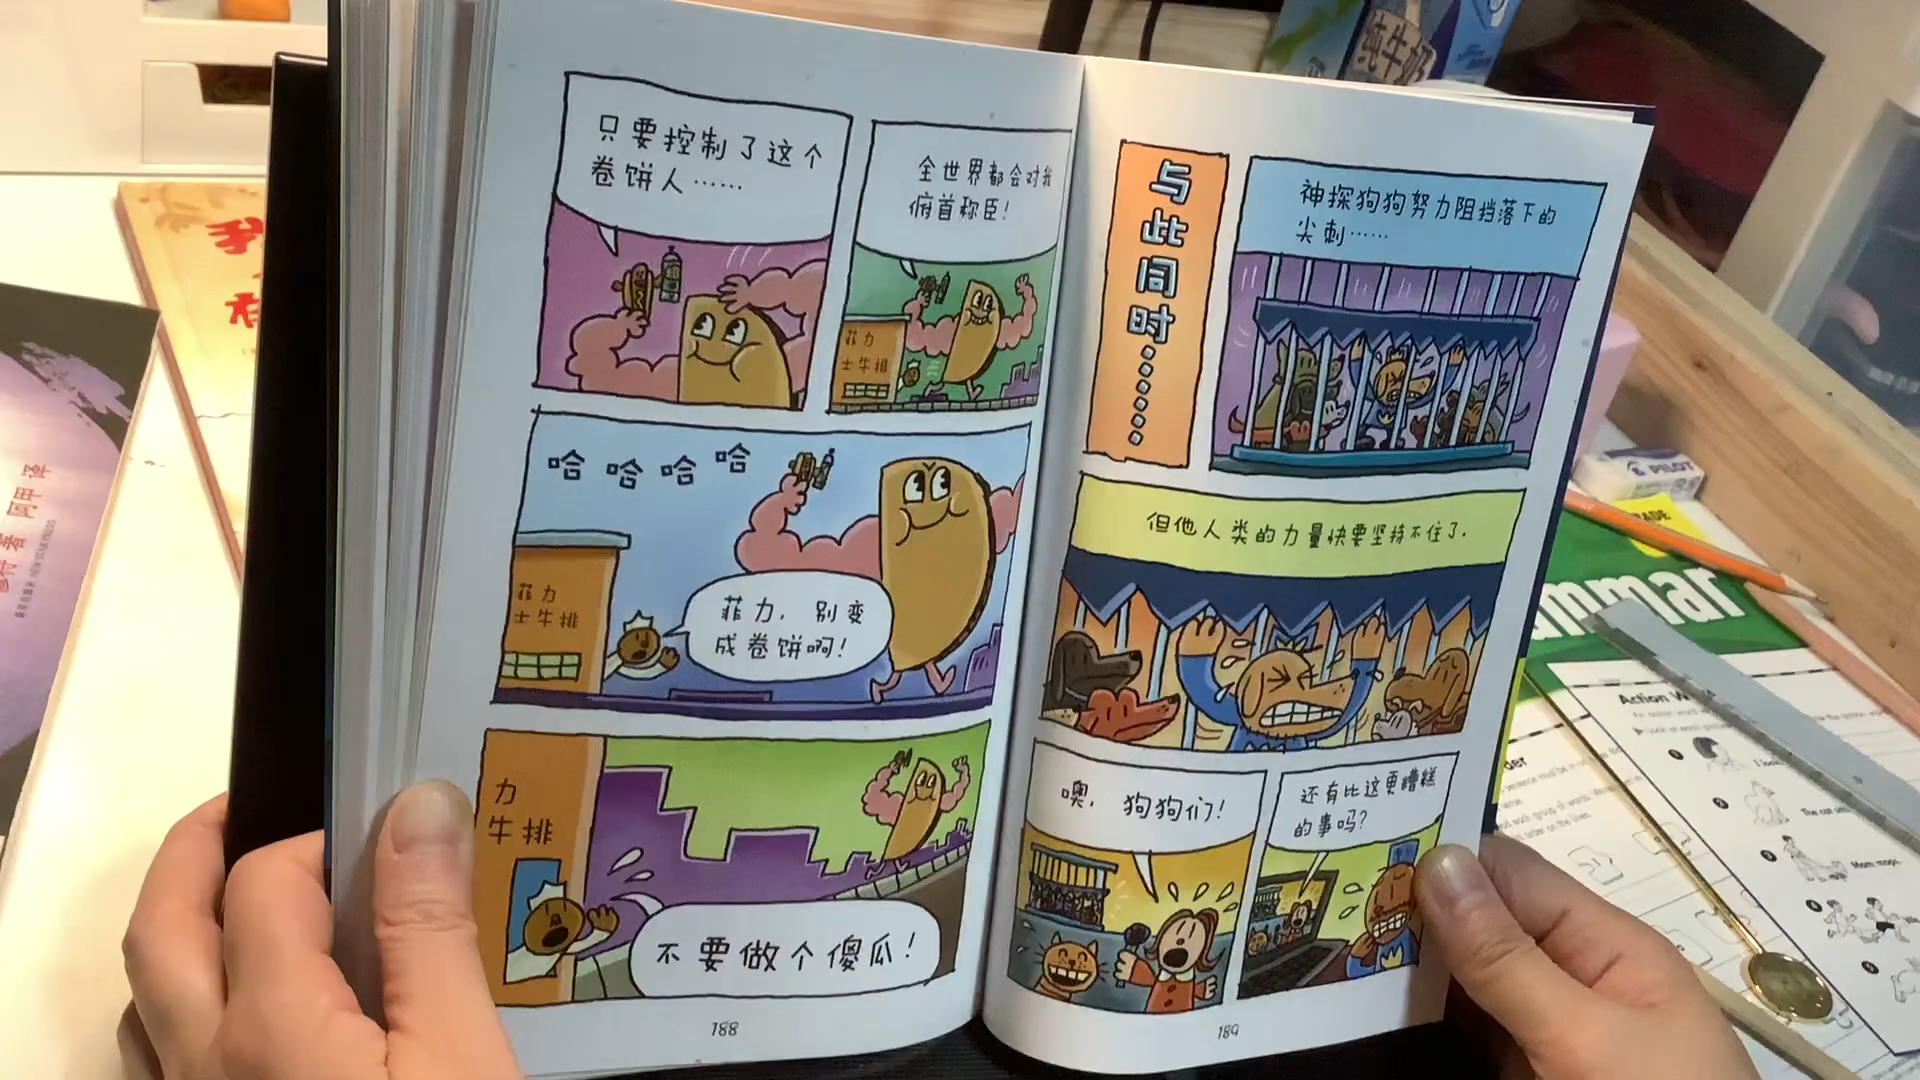 只要控制了这个
卷饼人……
全世界都会对我
俯首称臣！
菲力
士牛排
哈哈哈哈
菲力
士牛排
菲力，别变
成卷饼啊！
力
牛排
不要做个傻瓜！
188
与此同时……
神探狗狗努力阻挡落下的
尖刺……
但他人类的力量快要坚持不住了。
噢，狗狗们！
还有比这更糟糕
的事吗？
189
纯牛奶
PILOT
Action W
The cat
Mom mops.